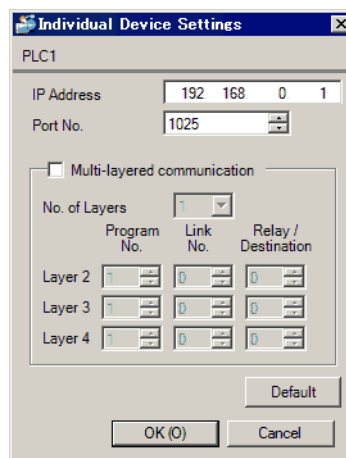 Individual Device Settings
PLC1
IP Address 192 168 0 1
Port No. 1025
Multi-layered communication
No. of Layers 1
Program No. Link No. Relay / Destination
Layer 2 1 0 0
Layer 3 1 0 0
Layer 4 1 0 0
Default
OK (O) Cancel